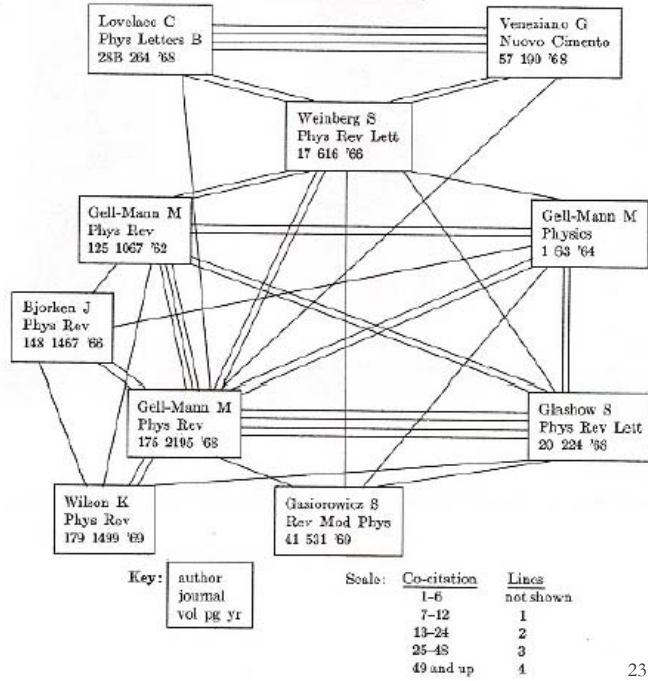 Lovelace C
Phys Letters B
28B 264 '68
Veneziano G
Nuovo Cimento
57 190 '68
Weinberg S
Phys Rev Lett
17 616 '66
Gell-Mann M
Phys Rev
125 1067 '62
Gell-Mann M
Physics
1 63 '64
Bjorken J
Phys Rev
148 1467 '66
Gell-Mann M
Phys Rev
175 2195 '68
Glashow S
Phys Rev Lett
20 224 '68
Wilson K
Phys Rev
179 1499 '69
Gasiorowicz S
Rev Mod Phys
41 531 '69
Key: author
journal
vol pg yr
Scale: Co-citation Lines
1-6 not shown
7-12 1
13-24 2
25-48 3
49 and up 4
23